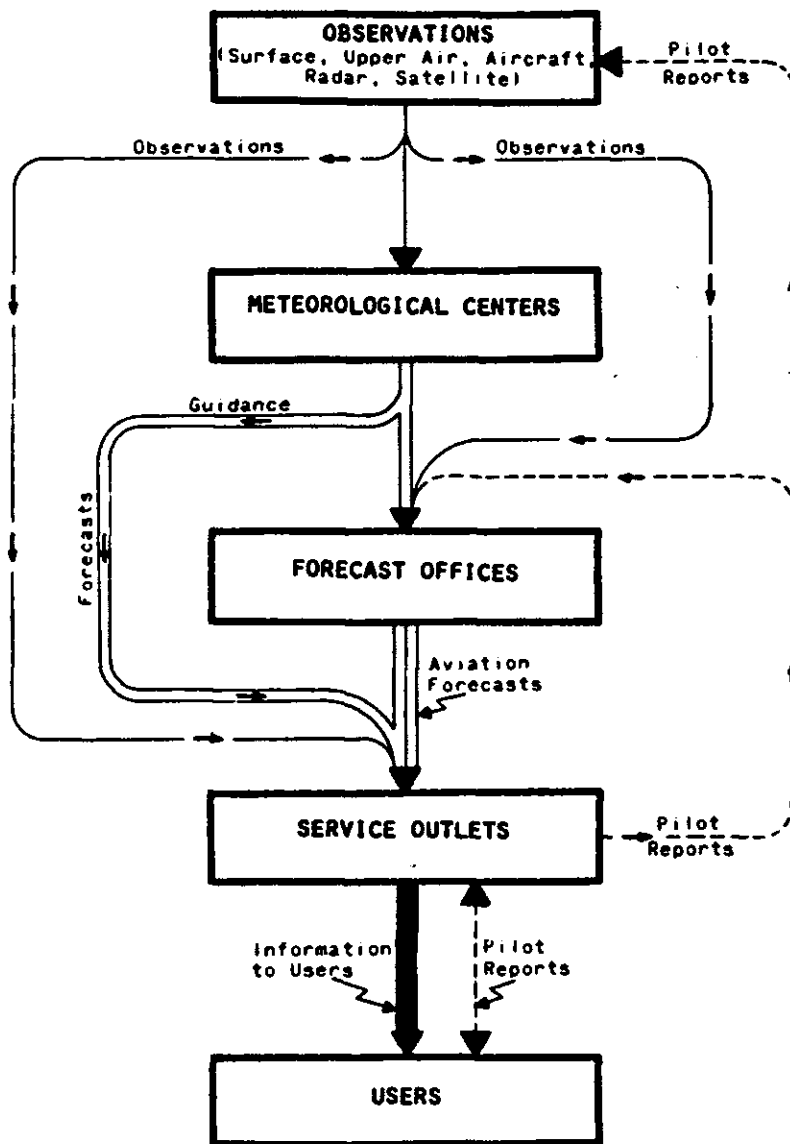 OBSERVATIONS
(Surface, Upper Air, Aircraft
Radar, Satellite)
Pilot
Reports
Observations
Observations
METEOROLOGICAL CENTERS
Guidance
Forecasts
FORECAST OFFICES
Aviation
Forecasts
SERVICE OUTLETS
Pilot
Reports
Information
to Users
Pilot
Reports
USERS